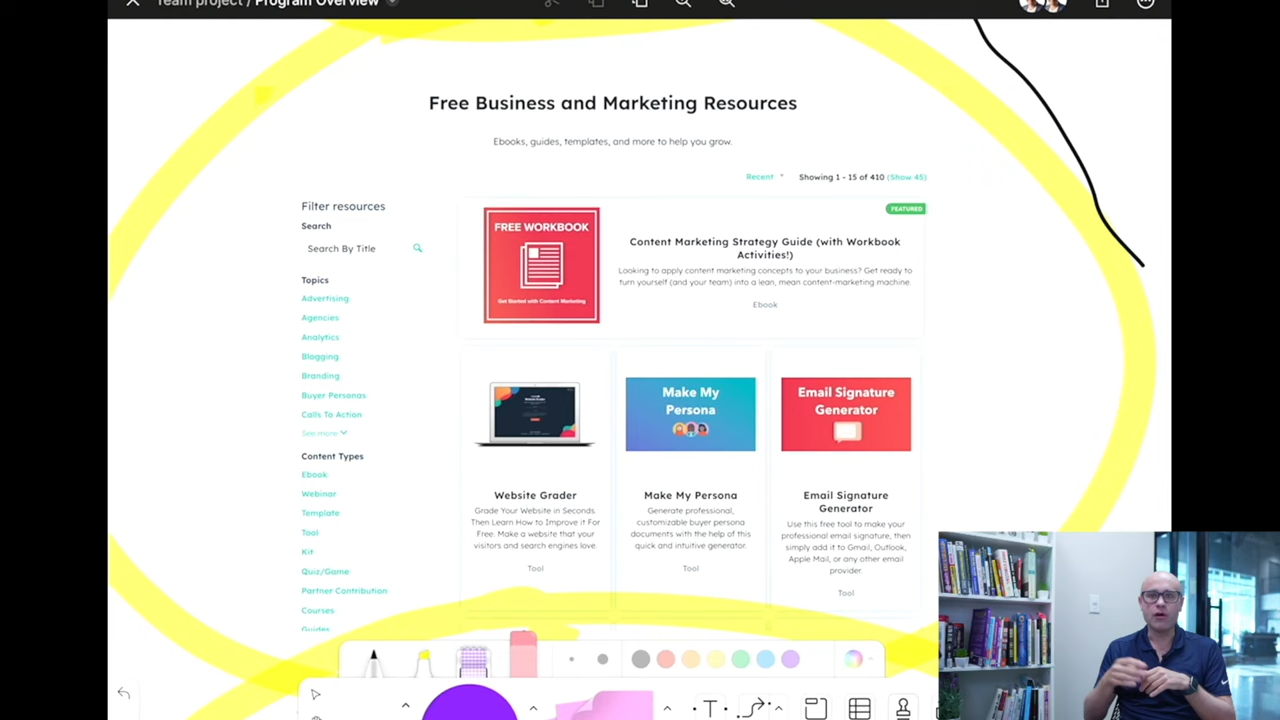 Team project / Program Overview
Free Business and Marketing Resources
Ebooks, guides, templates, and more to help you grow.
Recent
Showing 1 - 15 of 410 (Show 45)
Filter resources
Search
Search By Title
Topics
Advertising
Agencies
Analytics
Blogging
Branding
Buyer Personas
Calls To Action
See more
Content Types
Ebook
Webinar
Template
Tool
Kit
Quiz/Game
Partner Contribution
Courses
Guides
FEATURED
FREE WORKBOOK
Get Started with Content Marketing
Content Marketing Strategy Guide (with Workbook
Activities!)
Looking to apply content marketing concepts to your business? Get ready to
turn yourself (and your team) into a lean, mean content-marketing machine.
Ebook
Website Grader
Grade Your Website in Seconds.
Then Learn How to Improve it For
Free. Make a website that your
visitors and search engines love.
Tool
Make My
Persona
Make My Persona
Generate professional,
customizable buyer persona
documents with the help of this
quick and intuitive generator.
Tool
Email Signature
Generator
Email Signature
Generator
Use this free tool to make your
professional email signature, then
simply add it to Gmail, Outlook,
Apple Mail, or any other email
provider.
Tool
T